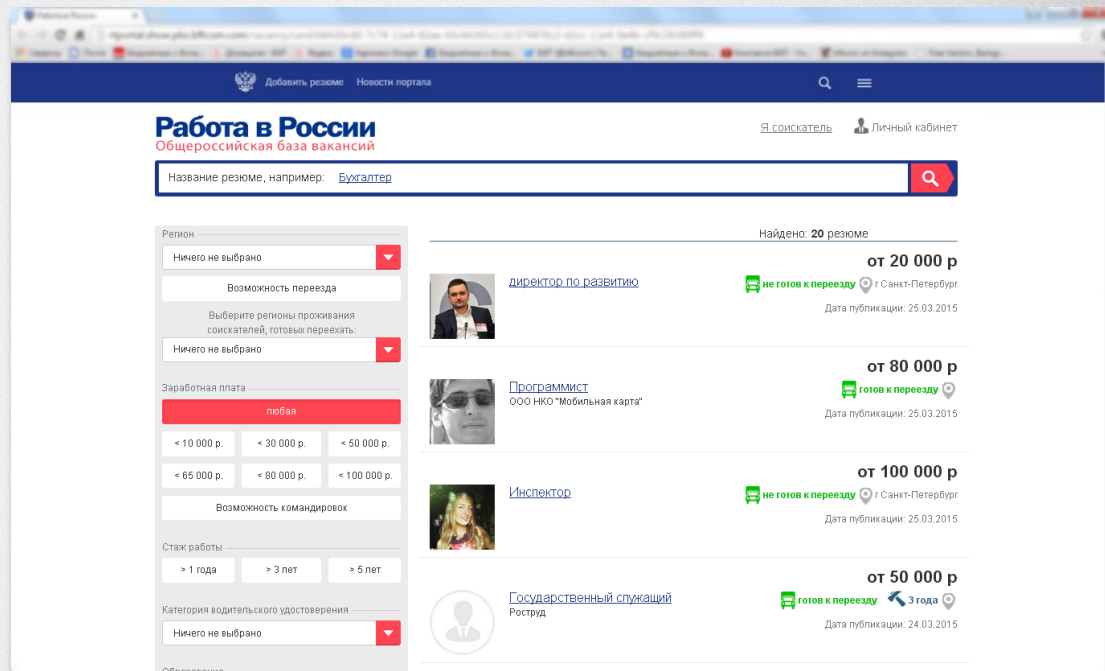 Добавить резюме Новости портала
Работа в России
Общероссийская база вакансий
Я соискатель Личный кабинет
Название резюме, например: Бухгалтер
Регион
Ничего не выбрано
Возможность переезда
Выберите регионы проживания
соискателей, готовых переехать:
Ничего не выбрано
Заработная плата
любая
< 10 000 р. < 30 000 р. < 50 000 р.
< 65 000 р. < 80 000 р. < 100 000 р.
Возможность командировок
Стаж работы
> 1 года > 3 лет > 5 лет
Категория водительского удостоверения
Ничего не выбрано
Найдено: 20 резюме
от 20 000 р
директор по развитию
не готов к переезду г Санкт-Петербург
Дата публикации: 25.03.2015
от 80 000 р
Программист
готов к переезду
ООО НКО "Мобильная карта"
Дата публикации: 25.03.2015
от 100 000 р
Инспектор
не готов к переезду г Санкт-Петербург
Дата публикации: 25.03.2015
от 50 000 р
Государственный служащий
готов к переезду 3 года
Роструд
Дата публикации: 24.03.2015